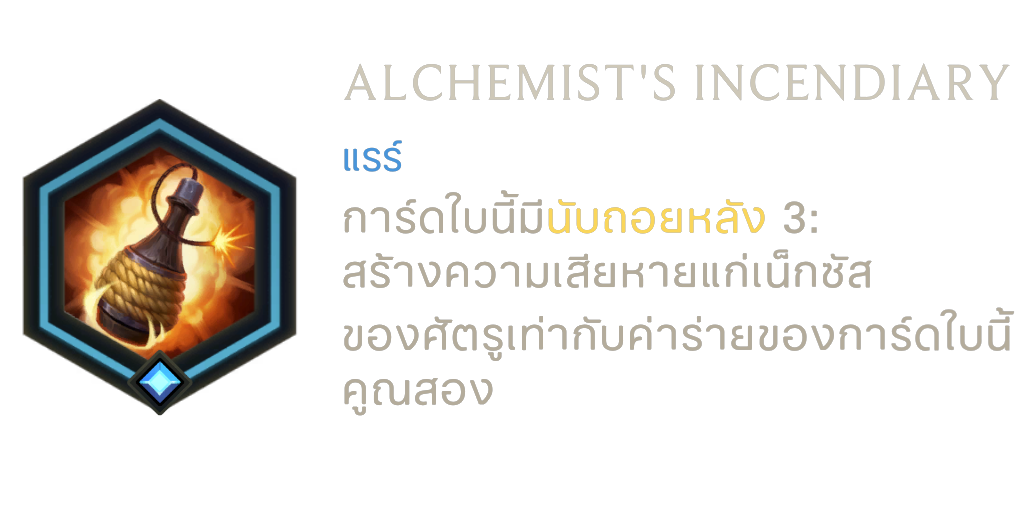 ALCHEMIST'S INCENDIARY
แรร์
การ์ดใบนี้มีนับถอยหลัง 3:
สร้างความเสียหายแก่เน็กซัส
ของศัตรูเท่ากับค่าร่ายของการ์ดใบนี้
คูณสอง